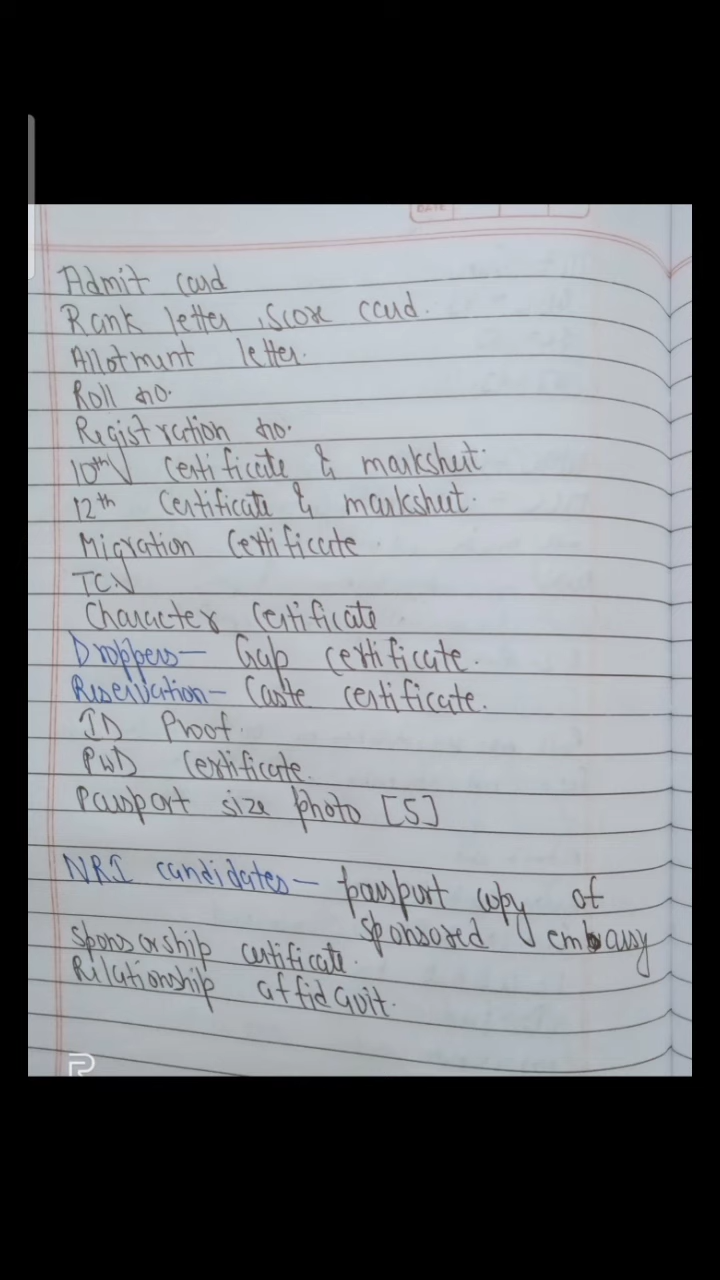 DATE
Admit card
Rank letter, score card.
Allotment letter.
Roll no.
Registration no.
10th certificate & marksheet.
12th certificate & marksheet.
Migration certificate.
TC
Character certificate
Droppers- Gap certificate.
Reservation- Caste certificate.
ID Proof.
PwD certificate.
Passport size photo [5]
NRI candidates- passport copy of
sponsored embassy
Sponsorship certificate.
Relationship affidavit.